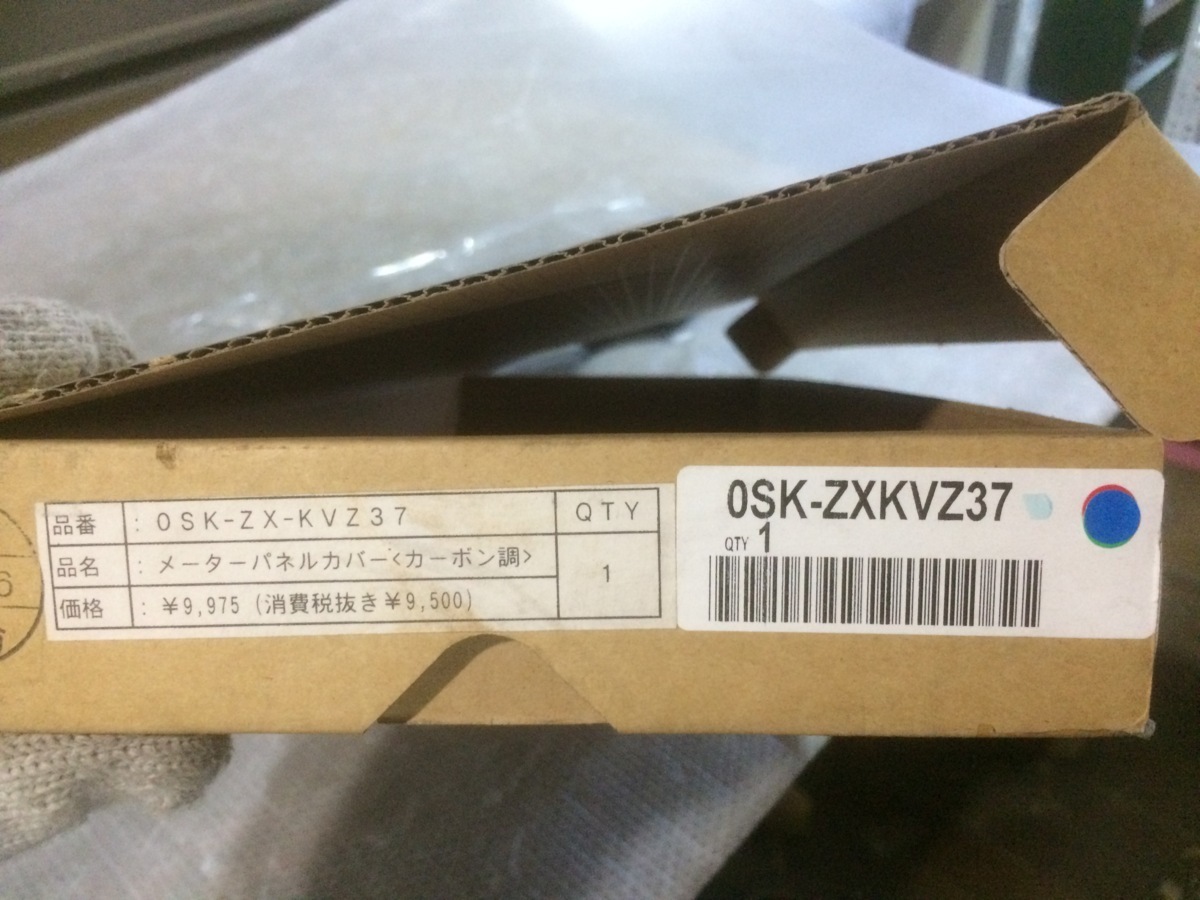 品番 : 0SK-ZX-KVZ37
QTY
品名 : メーターパネルカバー<カーボン調>
1
価格 : ¥9,975 (消費税抜き¥9,500)
0SK-ZXKVZ37
QTY 1
6